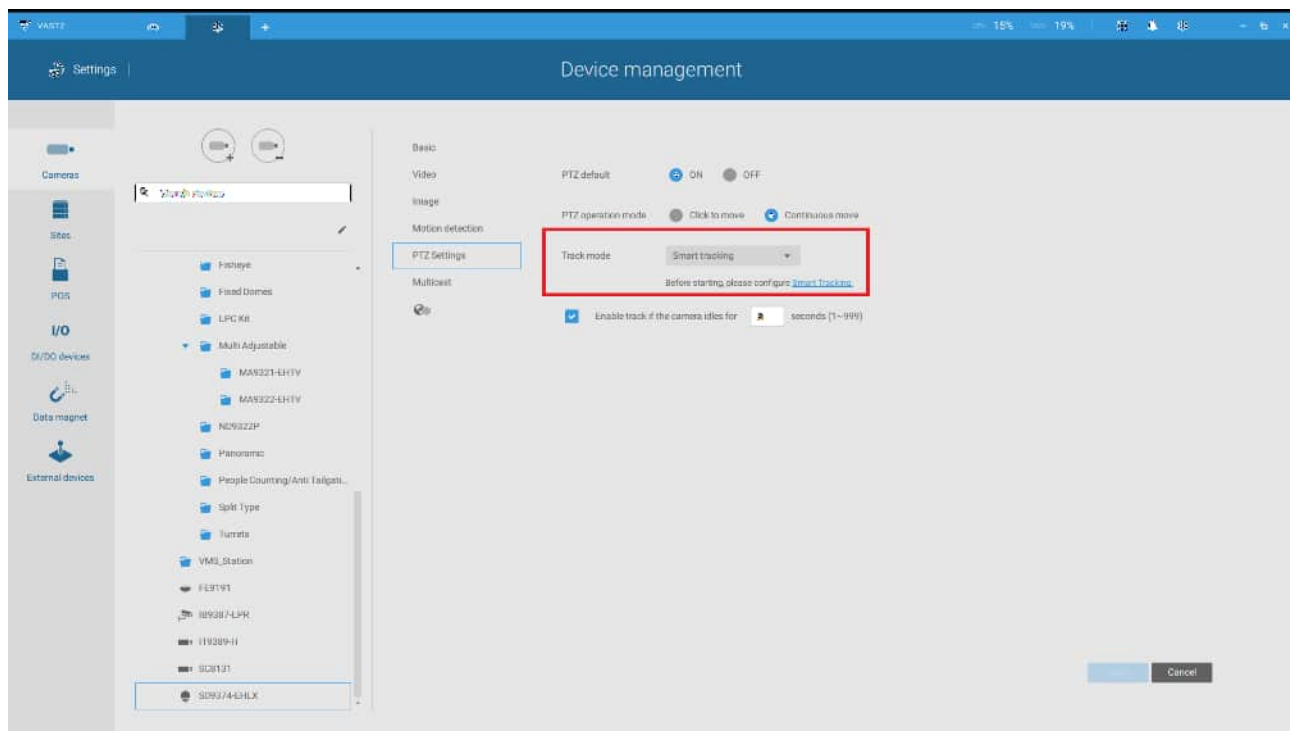 VAST2
15%
19%
Settings
Device management
Cameras
Sites
POS
I/O
DI/DO devices
Data magnet
External devices
Fisheye
Fixed Domes
LPC Kit
Multi Adjustable
MA9321-EHTV
MA9322-EHTV
ND9322P
Panoramic
People Counting/Anti Tailgati...
Split Type
Turrets
VMS_Station
FE9191
IB9387-LPR
IT9389-H
SC8131
SD9374-EHLX
Basic
Video
Image
Motion detection
PTZ Settings
Multicast
PTZ default ON OFF
PTZ operation mode Click to move Continuous move
Track mode Smart tracking
Before starting, please configure Smart Tracking.
Enable track if the camera idles for seconds (1~999)
Cancel